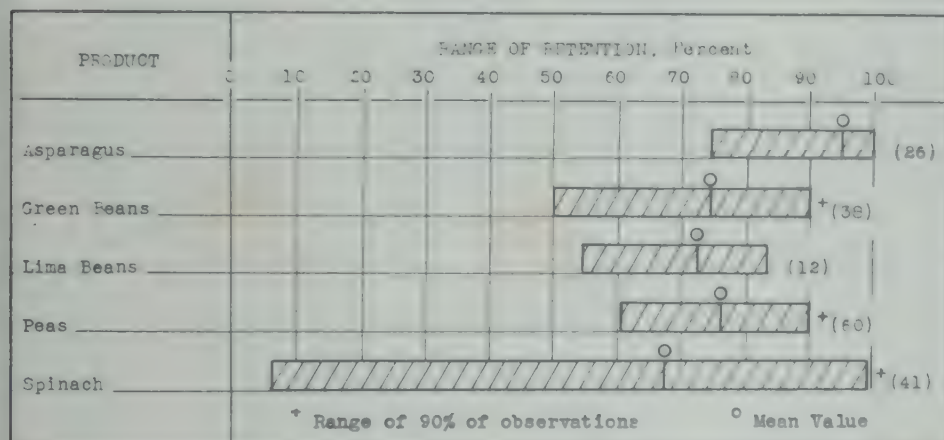 PRODUCT
RANGE OF RETENTION, Percent
0 10 20 30 40 50 60 70 80 90 100
Asparagus (26)
Green Beans +(38)
Lima Beans (12)
Peas +(60)
Spinach +(41)
+ Range of 90% of observations o Mean Value